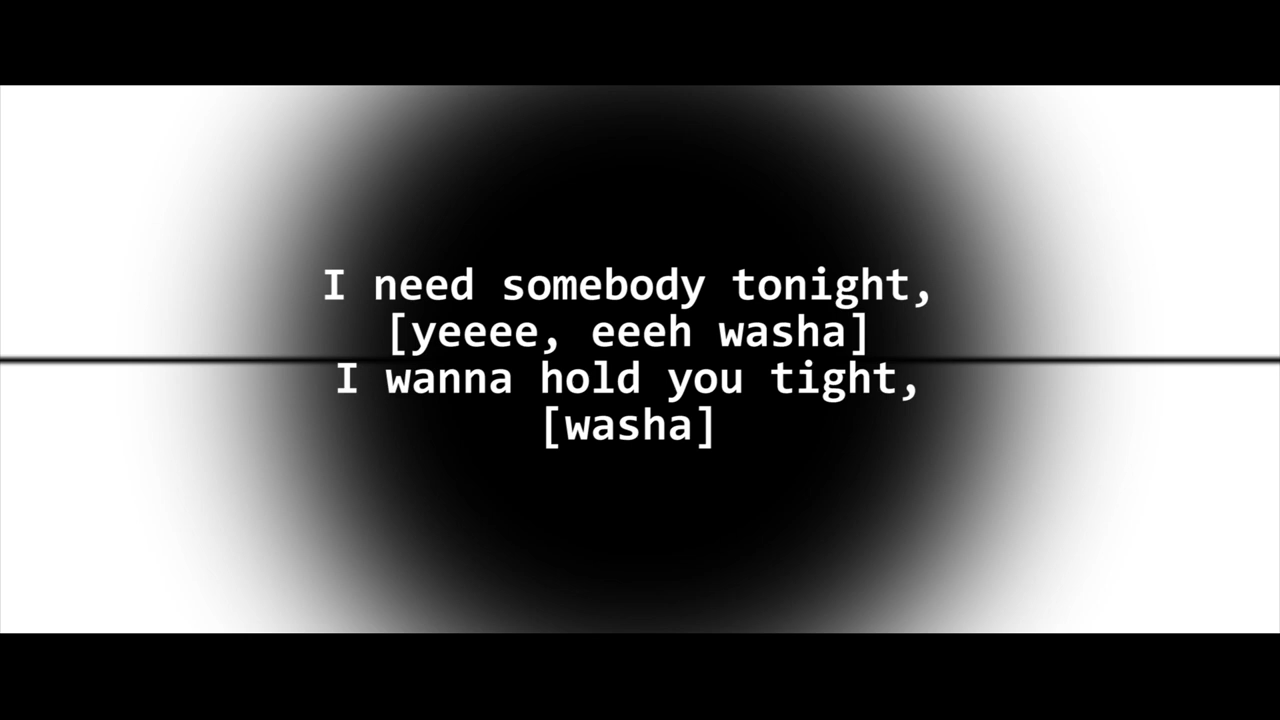 I need somebody tonight,
[yeeee, eeeh washa]
I wanna hold you tight,
[washa]